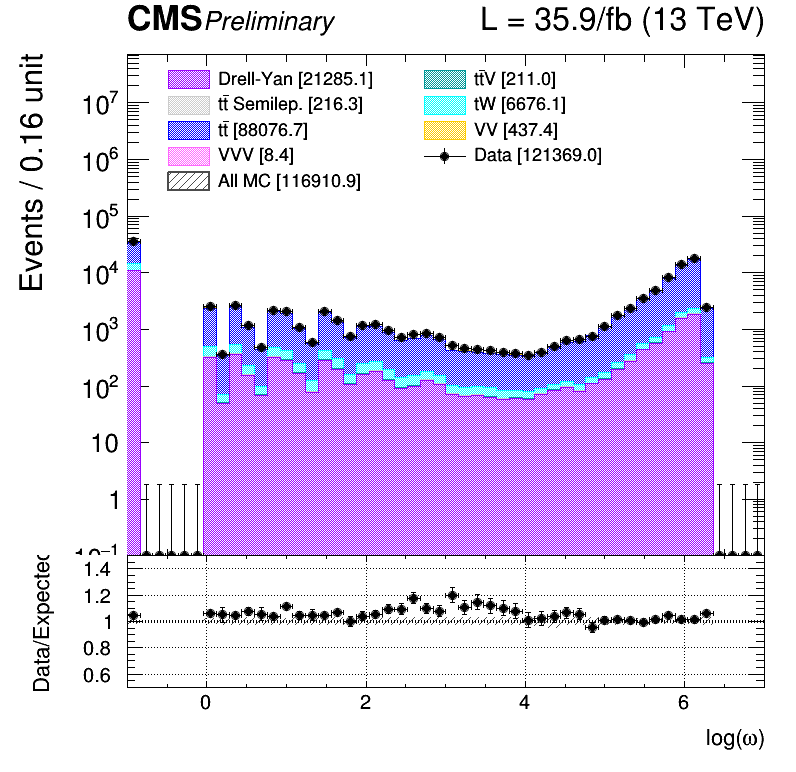 CMS Preliminary L = 35.9/fb (13 TeV)
Events / 0.16 unit
Drell-Yan [21285.1]
tt̄V [211.0]
tt̄ Semilep. [216.3]
tW [6676.1]
tt̄ [88076.7]
VV [437.4]
VVV [8.4]
Data [121369.0]
All MC [116910.9]
10⁷
10⁶
10⁵
10⁴
10³
10²
10
1
10⁻¹
Data/Expected
1.4
1.2
1
0.8
0.6
0 2 4 6
log(ω)